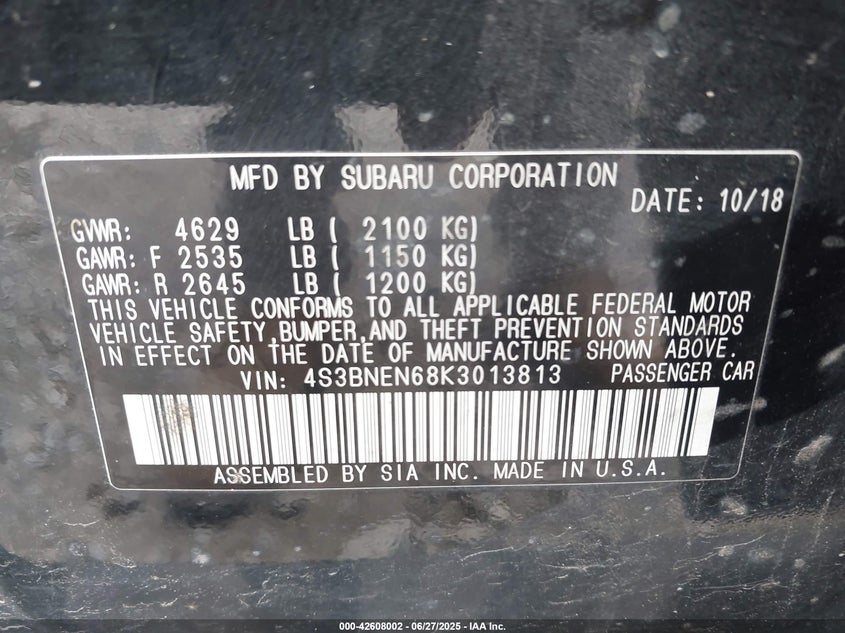 MFD BY SUBARU CORPORATION
DATE: 10/18
GVWR: 4629 LB ( 2100 KG)
GAWR: F 2535 LB ( 1150 KG)
GAWR: R 2645 LB ( 1200 KG)
THIS VEHICLE CONFORMS TO ALL APPLICABLE FEDERAL MOTOR
VEHICLE SAFETY,BUMPER,AND THEFT PREVENTION STANDARDS
IN EFFECT ON THE DATE OF MANUFACTURE SHOWN ABOVE.
VIN: 4S3BNEN68K3013813 PASSENGER CAR
ASSEMBLED BY SIA INC. MADE IN U.S.A.
000-42608002 | 06/27/2025 - IAA Inc.